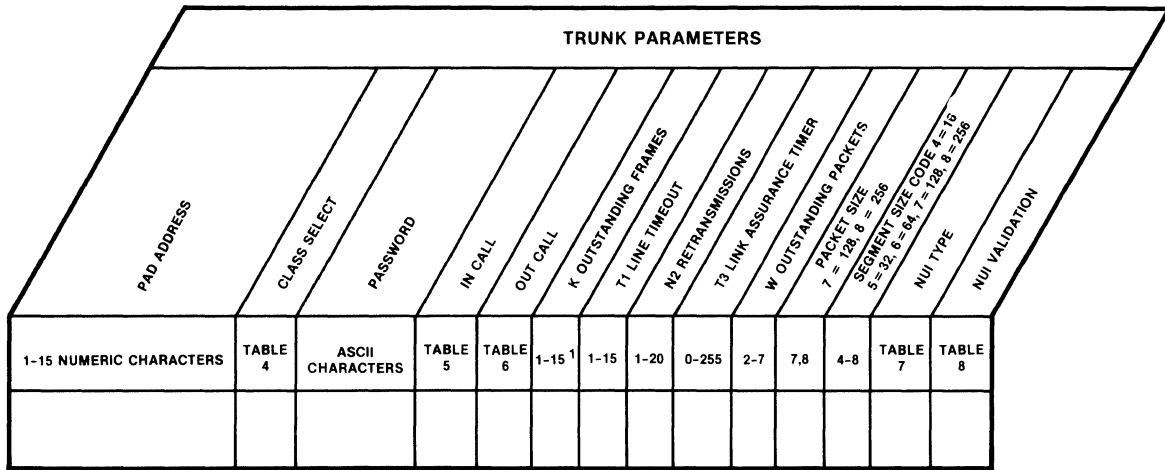 TRUNK PARAMETERS
PAD ADDRESS
CLASS SELECT
PASSWORD
IN CALL
OUT CALL
K OUTSTANDING FRAMES
T1 LINE TIMEOUT
N2 RETRANSMISSIONS
T3 LINK ASSURANCE TIMER
W OUTSTANDING PACKETS
PACKET SIZE
7 = 128, 8 = 256
SEGMENT SIZE CODE 4 = 16
5 = 32, 6 = 64, 7 = 128, 8 = 256
NUI TYPE
NUI VALIDATION
1-15 NUMERIC CHARACTERS
TABLE
4
ASCII
CHARACTERS
TABLE
5
TABLE
6
1-15 1
1-15
1-20
0-255
2-7
7,8
4-8
TABLE
7
TABLE
8